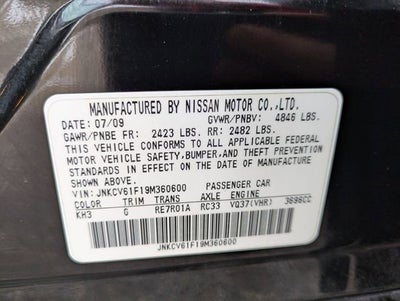 MANUFACTURED BY NISSAN MOTOR CO.,LTD.
DATE: 07/09 GVWR/PNBV: 4846 LBS.
GAWR/PNBE FR: 2423 LBS. RR: 2482 LBS.
THIS VEHICLE CONFORMS TO ALL APPLICABLE FEDERAL
MOTOR VEHICLE SAFETY,BUMPER,AND THEFT PREVENTION
STANDARDS IN EFFECT ON THE DATE OF MANUFACTURE
SHOWN ABOVE.
VIN: JNKCV61F19M360600 PASSENGER CAR
COLOR TRIM TRANS AXLE ENGINE
KH3 G RE7R01A RC33 VQ37(VHR) 3696CC
JNKCV61F19M360600